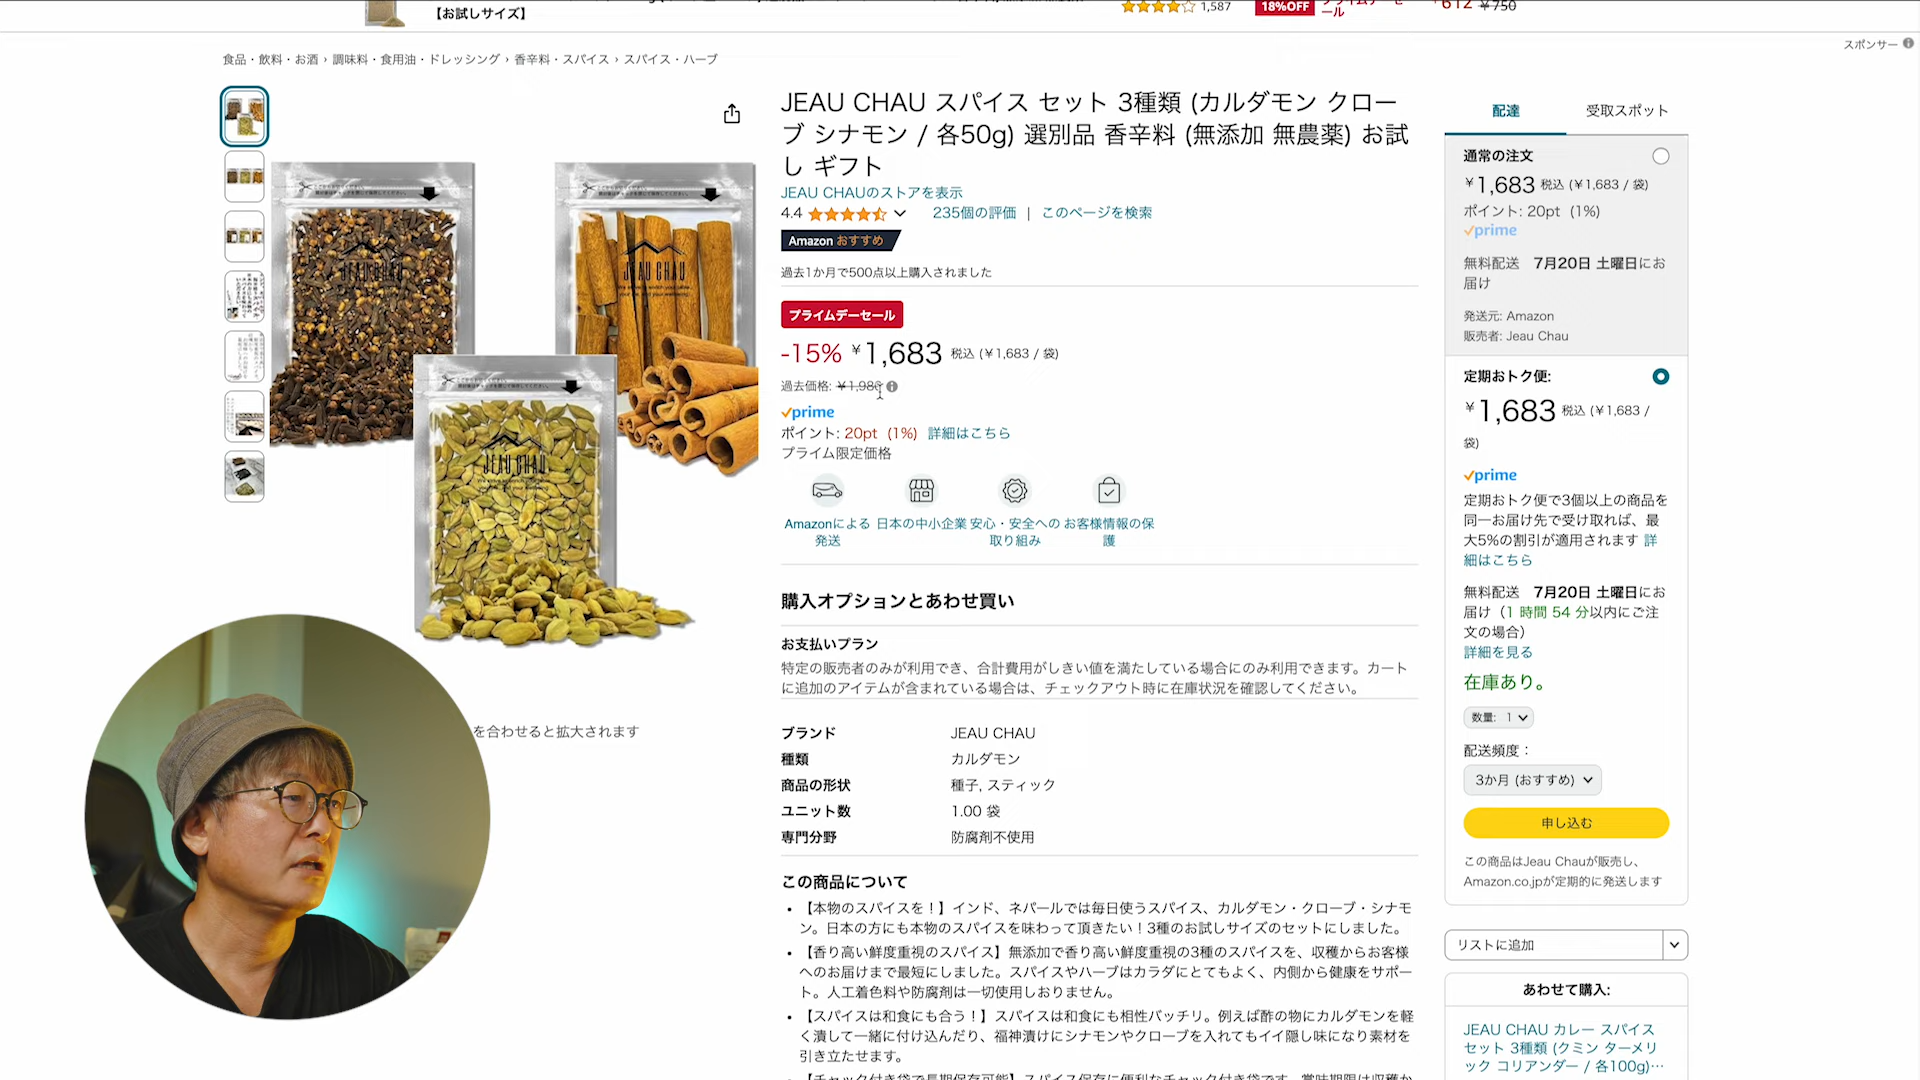 【お試しサイズ】
1,587
18%OFF
¥750
スポンサー
食品・飲料・お酒 › 調味料・食用油・ドレッシング › 香辛料・スパイス › スパイス・ハーブ
JEAU CHAU スパイス セット 3種類 (カルダモン クロー
ブ シナモン / 各50g) 選別品 香辛料 (無添加 無農薬) お試
し ギフト
JEAU CHAUのストアを表示
4.4
235個の評価 | このページを検索
Amazon おすすめ
過去1か月で500点以上購入されました
プライムデーセール
-15% ¥1,683 税込 (¥1,683 / 袋)
過去価格: ¥1,980
prime
ポイント: 20pt (1%) 詳細はこちら
プライム限定価格
Amazonによる
発送
日本の中小企業
安心・安全への
取り組み
お客様情報の保
護
購入オプションとあわせ買い
お支払いプラン
特定の販売者のみが利用でき、合計費用がしきい値を満たしている場合にのみ利用できます。カート
に追加のアイテムが含まれている場合は、チェックアウト時に在庫状況を確認してください。
ブランド JEAU CHAU
種類 カルダモン
商品の形状 種子, スティック
ユニット数 1.00 袋
専門分野 防腐剤不使用
この商品について
• 【本物のスパイスを！】インド、ネパールでは毎日使うスパイス、カルダモン・クローブ・シナモ
ン。日本の方にも本物のスパイスを味わって頂きたい！3種のお試しサイズのセットにしました。
• 【香り高い鮮度重視のスパイス】無添加で香り高い鮮度重視の3種のスパイスを、収穫からお客様
へのお届けまで最短にしました。スパイスやハーブはカラダにとてもよく、内側から健康をサポー
ト。人工着色料や防腐剤は一切使用しおりません。
• 【スパイスは和食にも合う！】スパイスは和食にも相性バッチリ。例えば酢の物にカルダモンを軽
く潰して一緒に付け込んだり、福神漬けにシナモンやクローブを入れてもイイ隠し味になり素材を
引き立たせます。
JEAU CHAU
JEAU CHAU
JEAU CHAU
を合わせると拡大されます
配達
受取スポット
通常の注文
¥1,683 税込 (¥1,683 / 袋)
ポイント: 20pt (1%)
prime
無料配送 7月20日 土曜日にお
届け
発送元: Amazon
販売者: Jeau Chau
定期おトク便:
¥1,683 税込 (¥1,683 /
袋)
prime
定期おトク便で3個以上の商品を
同一お届け先で受け取れば、最
大5%の割引が適用されます 詳
細はこちら
無料配送 7月20日 土曜日にお
届け（1 時間 54 分以内にご注
文の場合）
詳細を見る
在庫あり。
数量: 1
配送頻度：
3か月 (おすすめ)
申し込む
この商品はJeau Chauが販売し、
Amazon.co.jpが定期的に発送します
リストに追加
あわせて購入:
JEAU CHAU カレー スパイス
セット 3種類 (クミン ターメリ
ック コリアンダー / 各100g)…